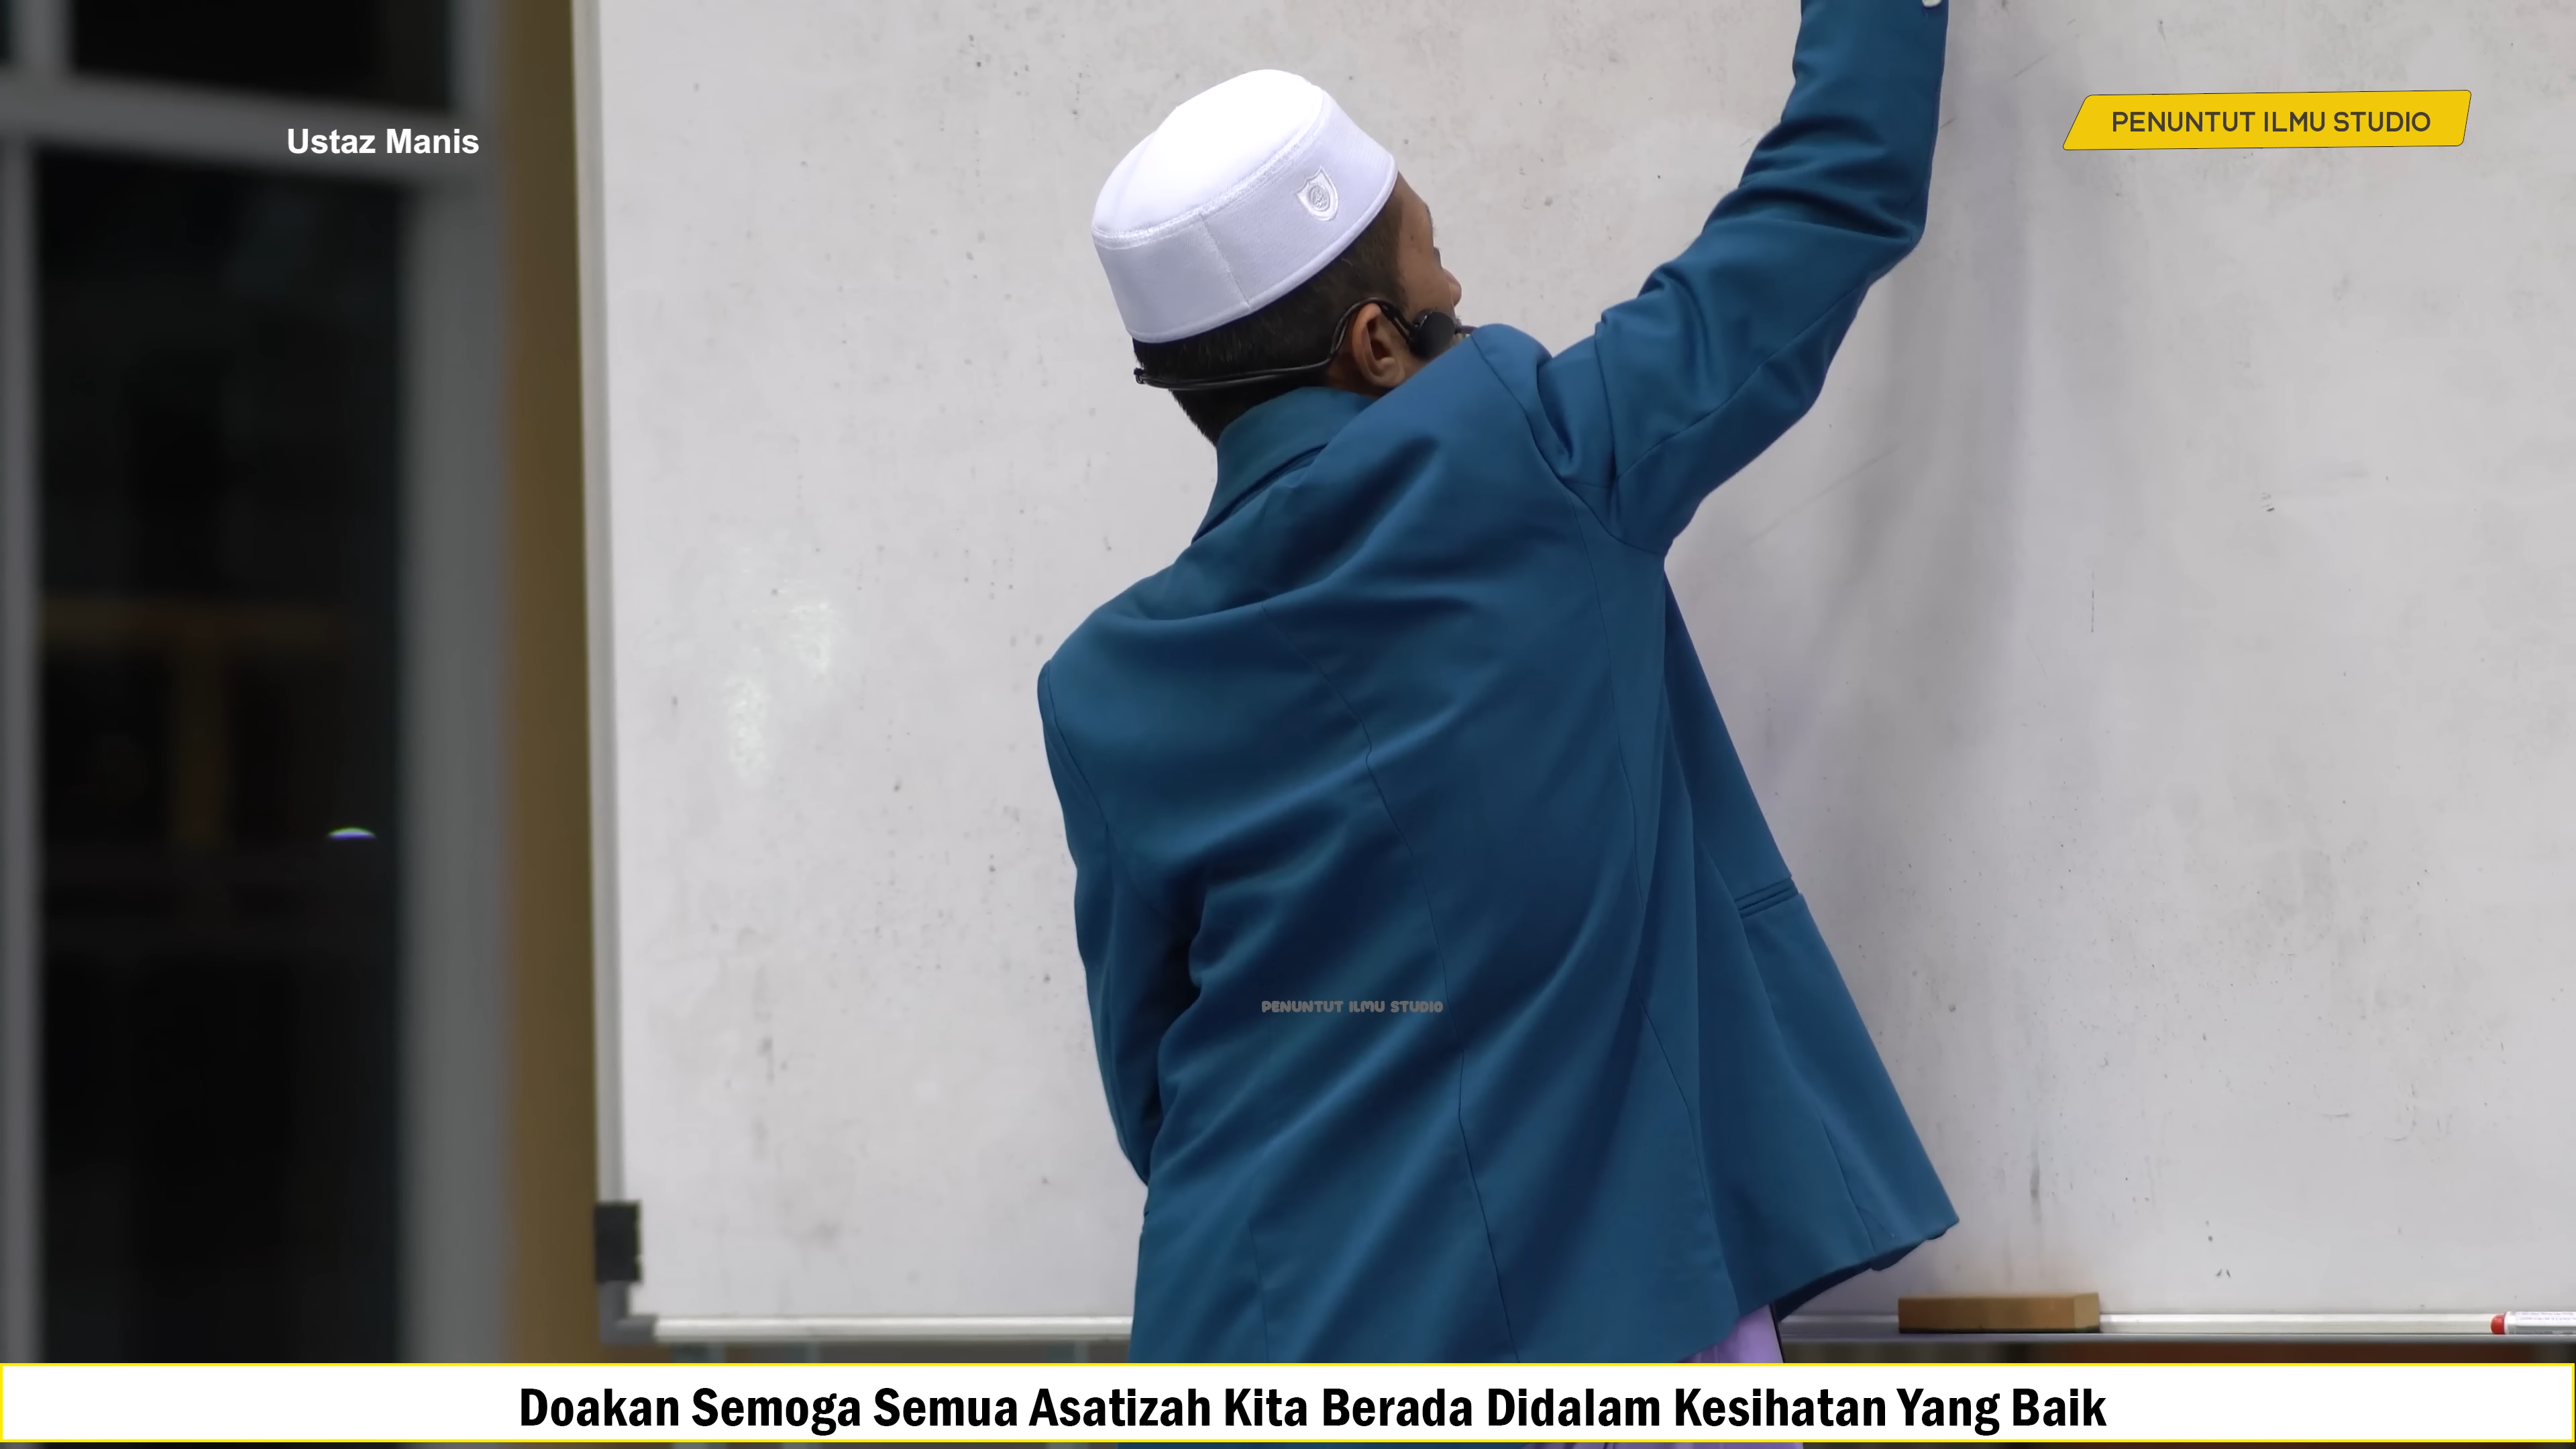 Ustaz Manis
PENUNTUT ILMU STUDIO
PENUNTUT ILMU STUDIO
Doakan Semoga Semua Asatizah Kita Berada Didalam Kesihatan Yang Baik